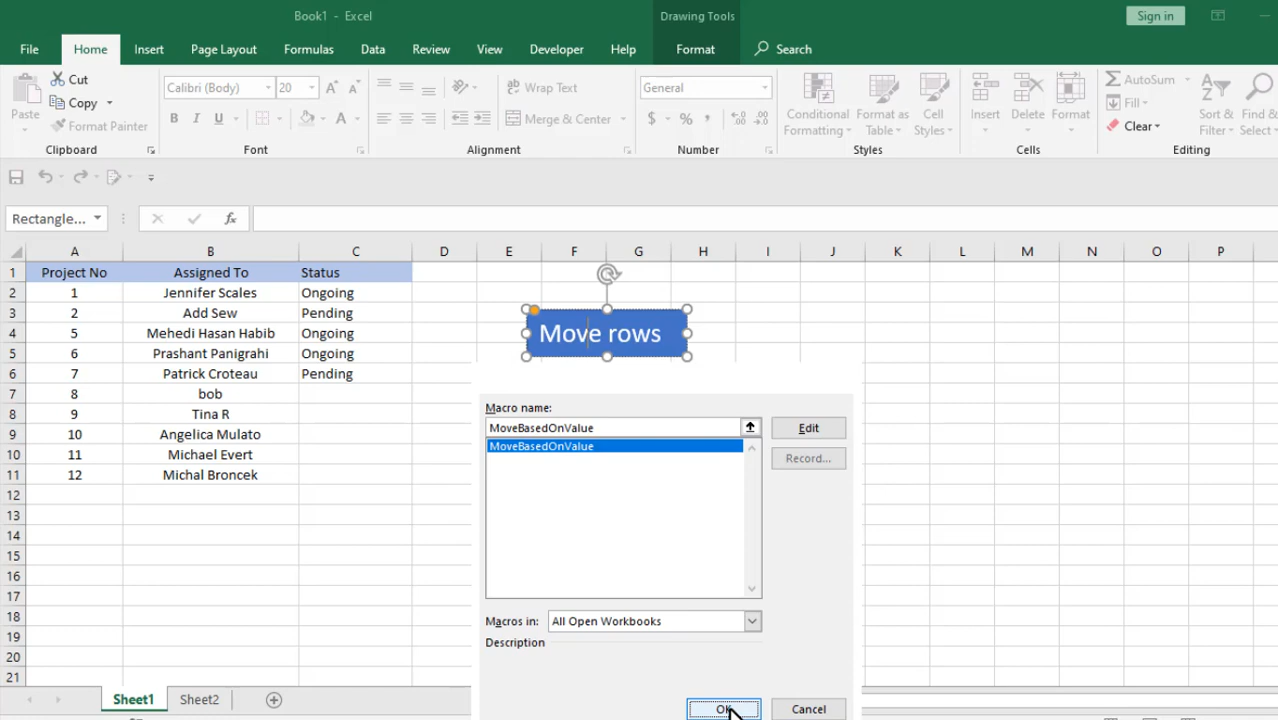 Book1 - Excel
Drawing Tools
Sign in
File Home Insert Page Layout Formulas Data Review View Developer Help Format Search
Cut
Copy
Format Painter
Paste
Clipboard
Calibri (Body) 20
B I U
Font
Wrap Text
Merge & Center
Alignment
General
$ % ,
Number
Conditional Formatting
Format as Table
Cell Styles
Styles
Insert Delete Format
Cells
AutoSum
Fill
Clear
Sort & Filter
Find & Select
Editing
Rectangle...
fx
A B C D E F G H I J K L M N O P
1 Project No Assigned To Status
2 1 Jennifer Scales Ongoing
3 2 Add Sew Pending
4 5 Mehedi Hasan Habib Ongoing
5 6 Prashant Panigrahi Ongoing
6 7 Patrick Croteau Pending
7 8 bob
8 9 Tina R
9 10 Angelica Mulato
10 11 Michael Evert
11 12 Michal Broncek
12
13
14
15
16
17
18
19
20
21
Move rows
Macro name:
MoveBasedOnValue
MoveBasedOnValue
Edit
Record...
Macros in: All Open Workbooks
Description
OK Cancel
Sheet1 Sheet2